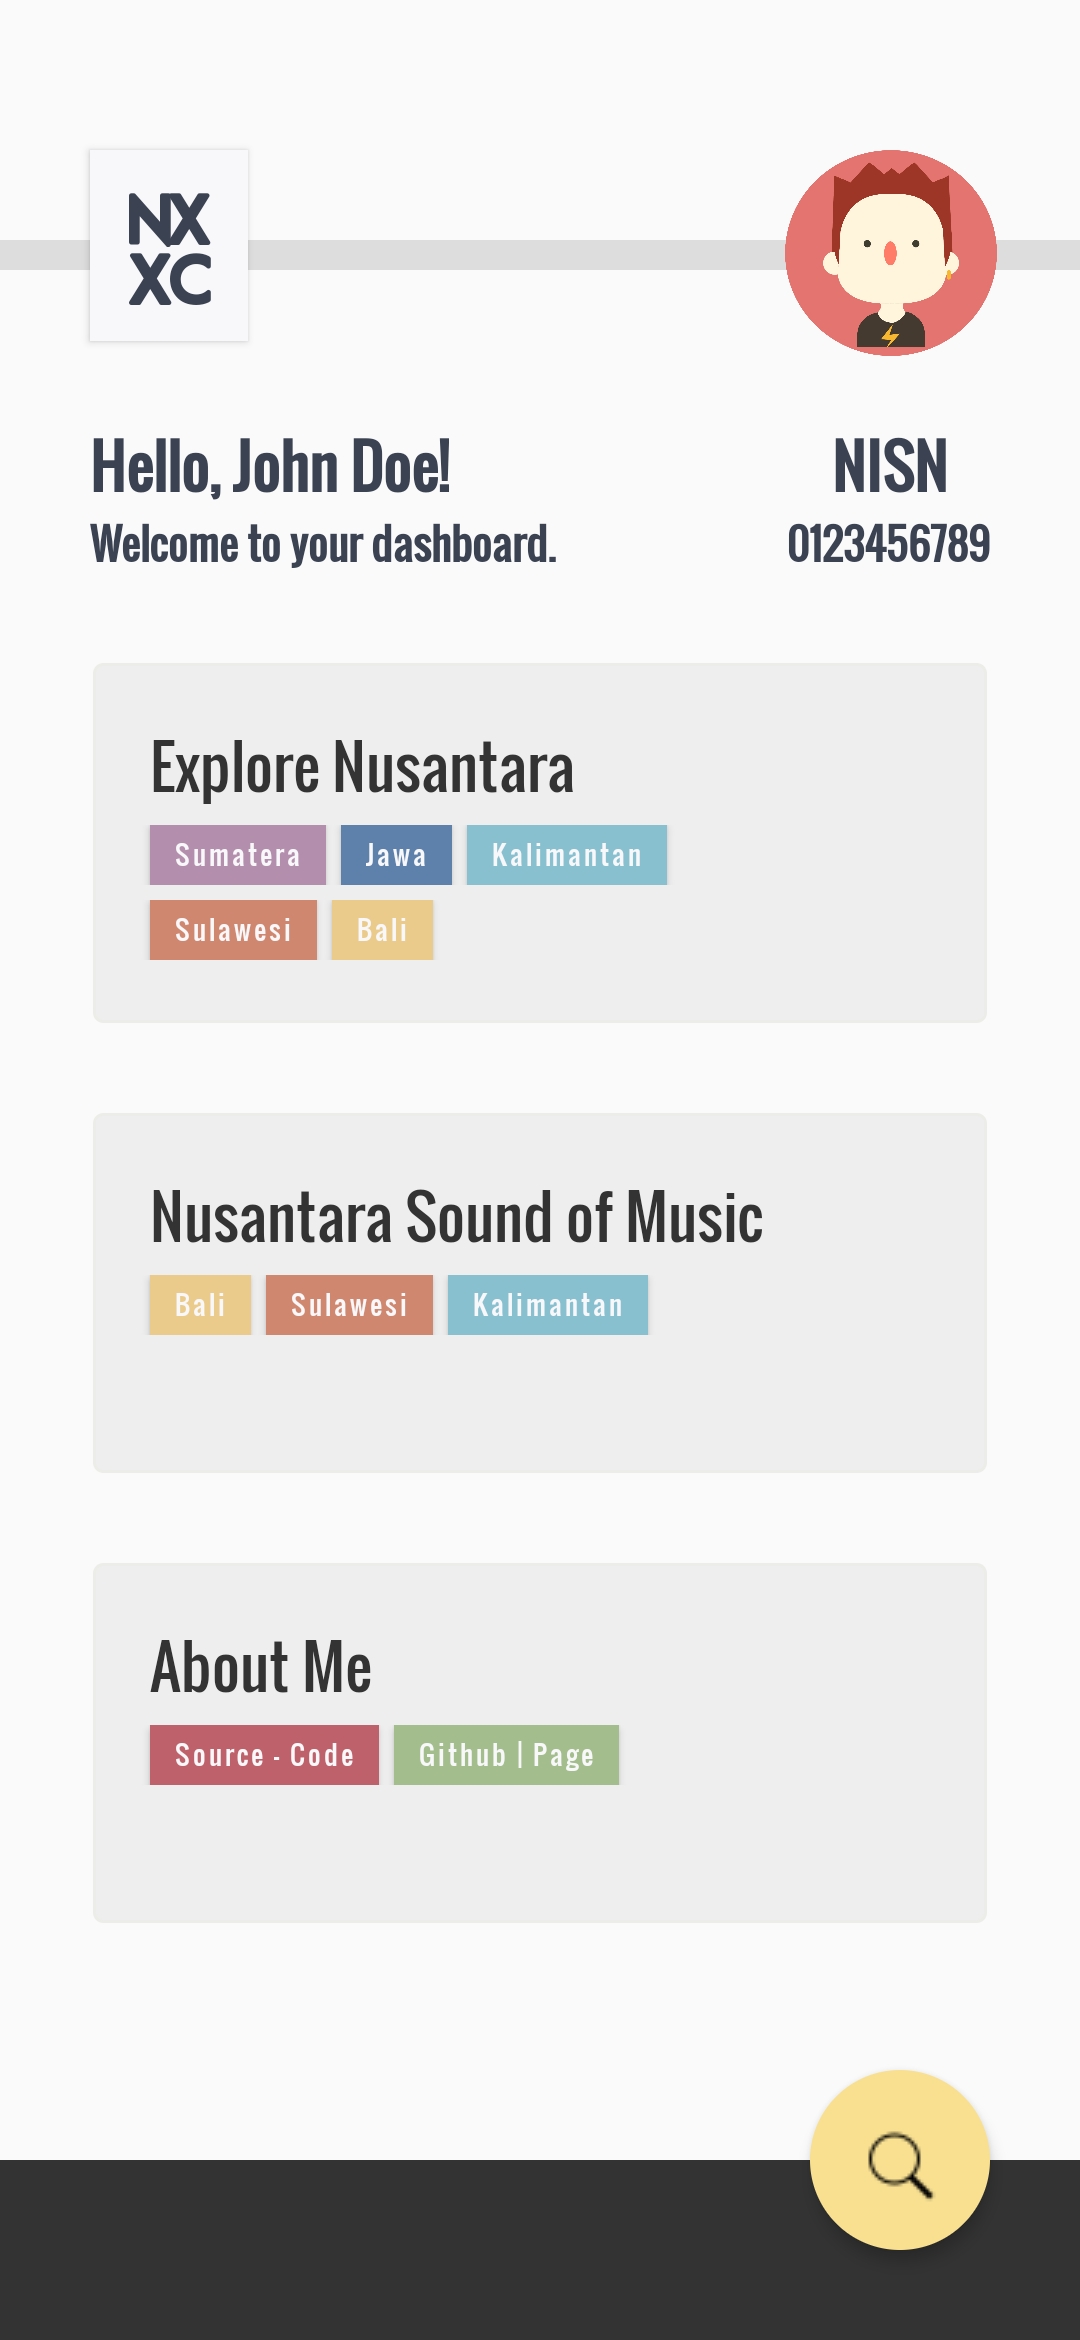 NX
XC
Hello, John Doe!
NISN
Welcome to your dashboard.
0123456789
Explore Nusantara
Sumatera Jawa Kalimantan
Sulawesi Bali
Nusantara Sound of Music
Bali Sulawesi Kalimantan
About Me
Source - Code Github | Page